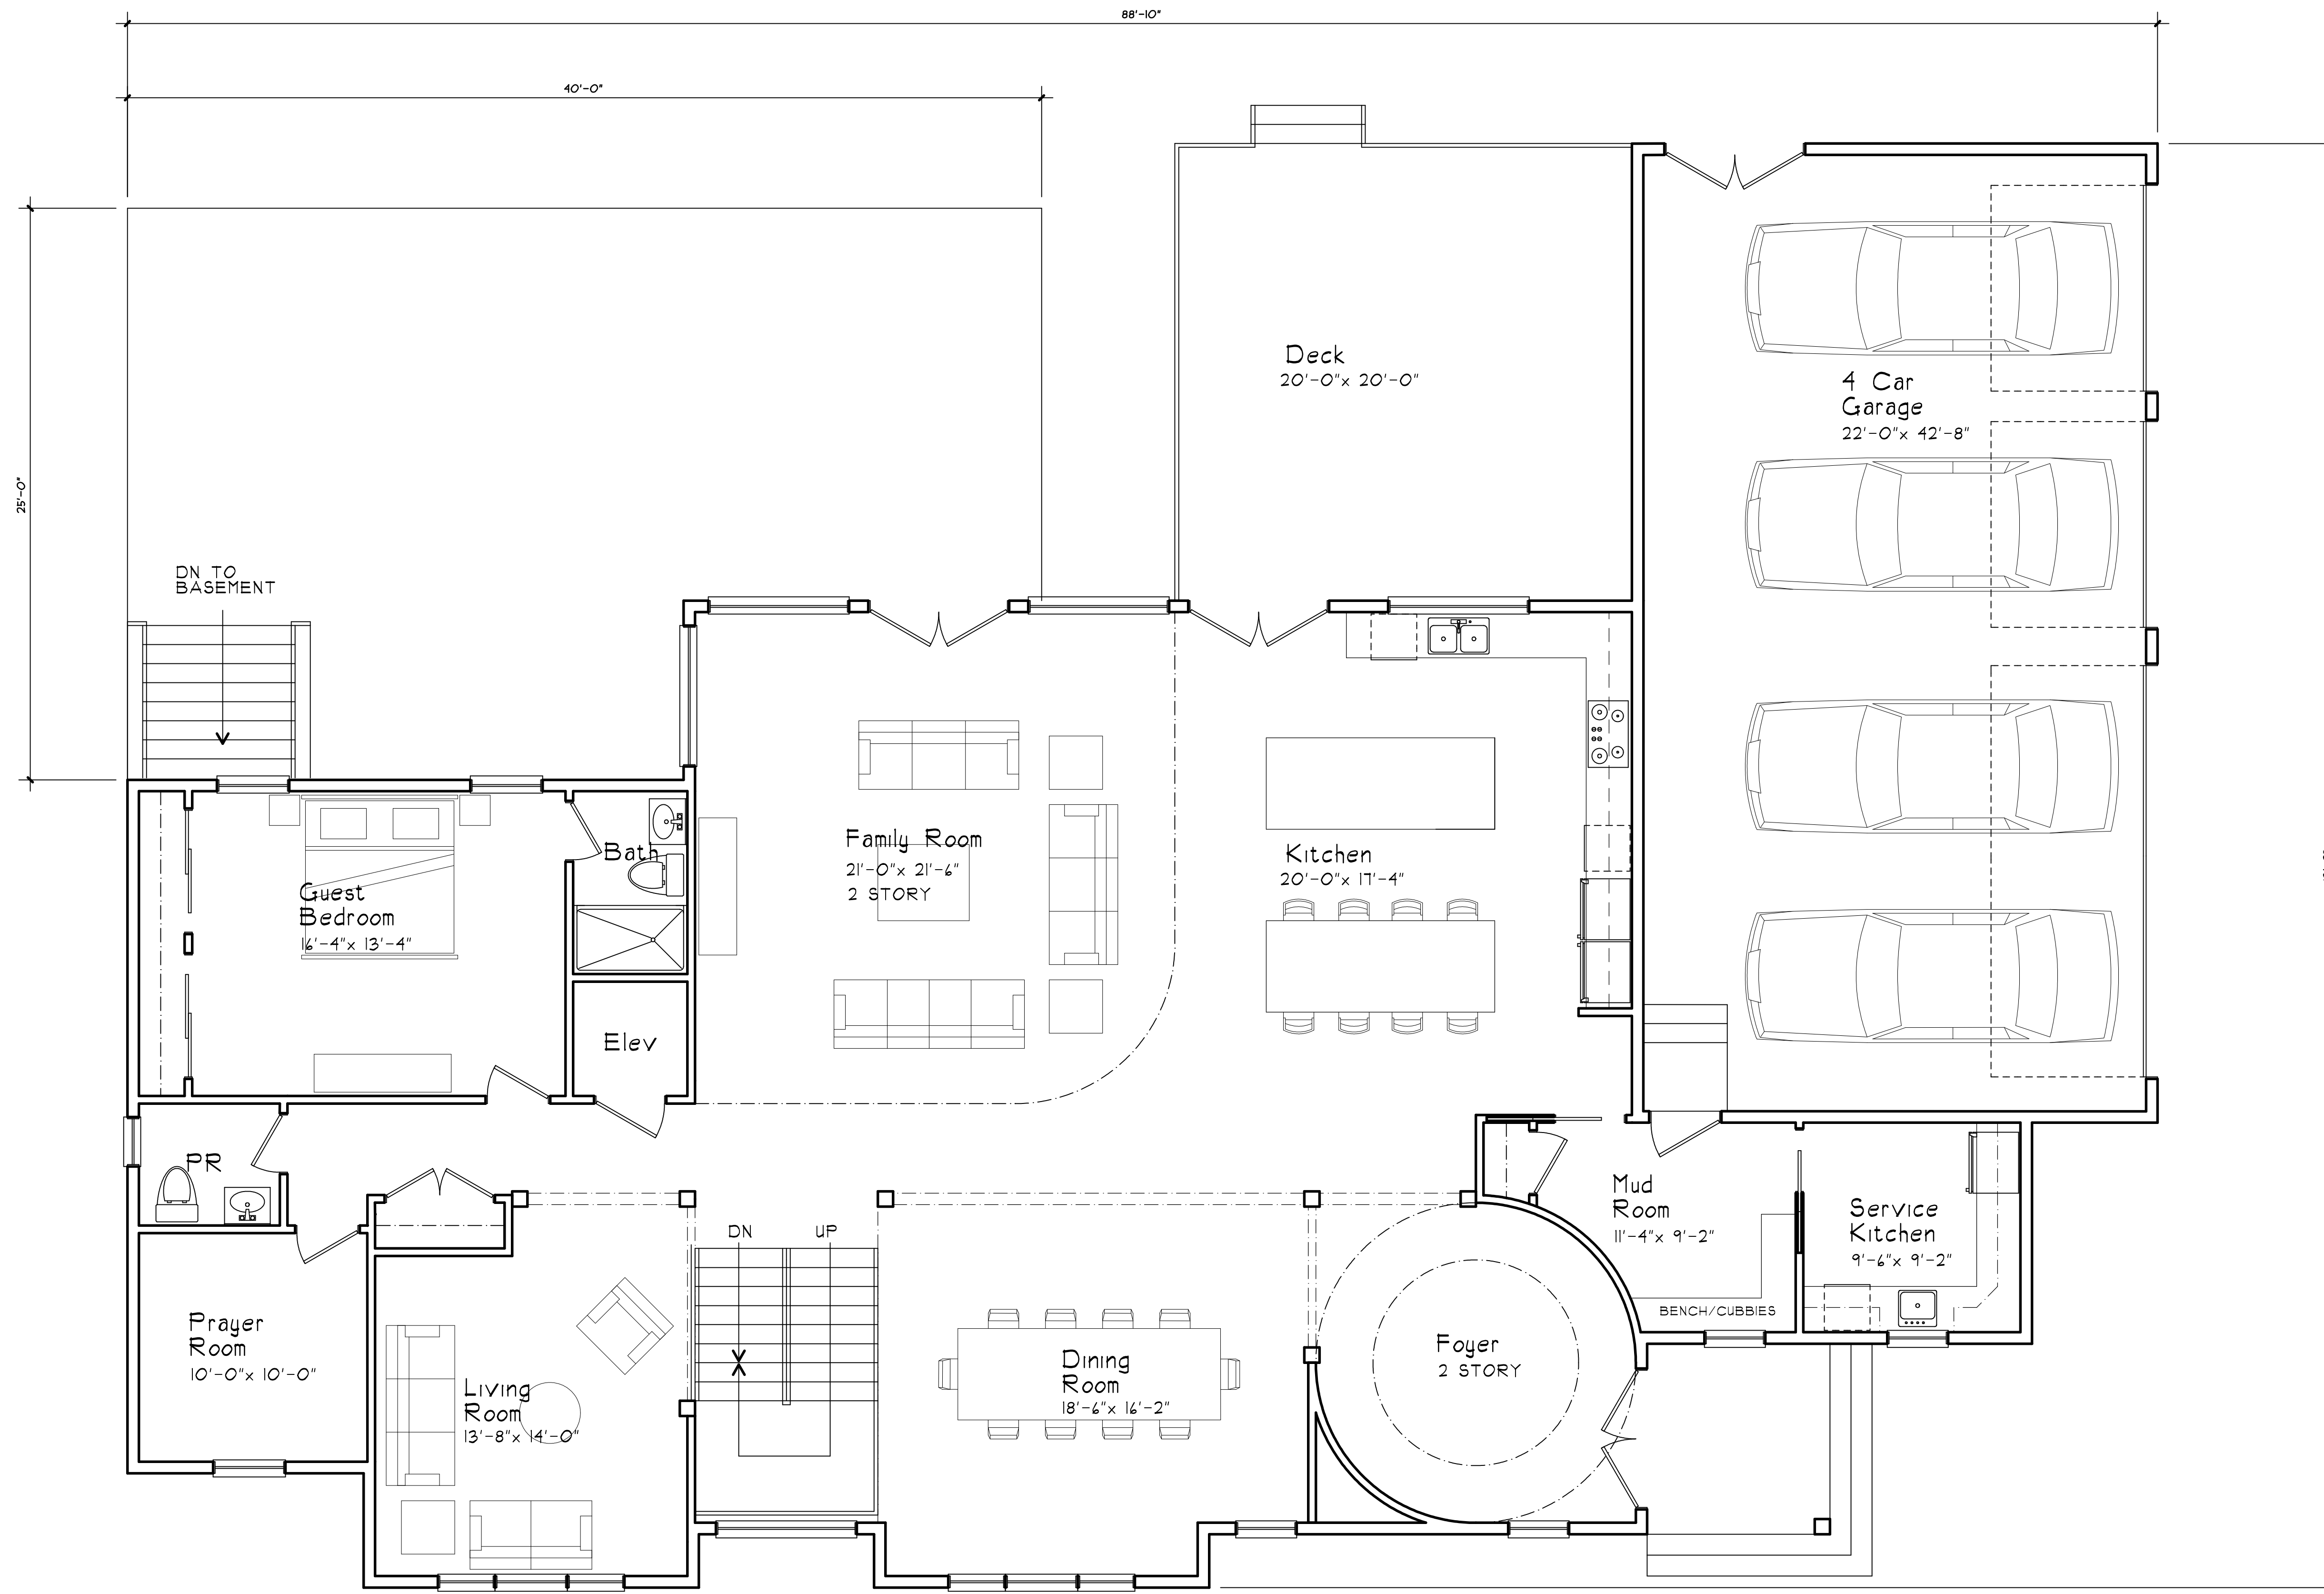 88'-10"
40'-0"
25'-0"
Deck
20'-0"x 20'-0"
4 Car
Garage
22'-0"x 42'-8"
DN TO
BASEMENT
Family Room
21'-0"x 21'-6"
2 STORY
Kitchen
20'-0"x 17'-4"
Bath
Guest
Bedroom
16'-4"x 13'-4"
Elev
PR
Mud
Room
11'-4"x 9'-2"
Service
Kitchen
9'-6"x 9'-2"
DN
UP
BENCH/CUBBIES
Prayer
Room
10'-0"x 10'-0"
Living
Room
13'-8"x 14'-0"
Dining
Room
18'-6"x 16'-2"
Foyer
2 STORY